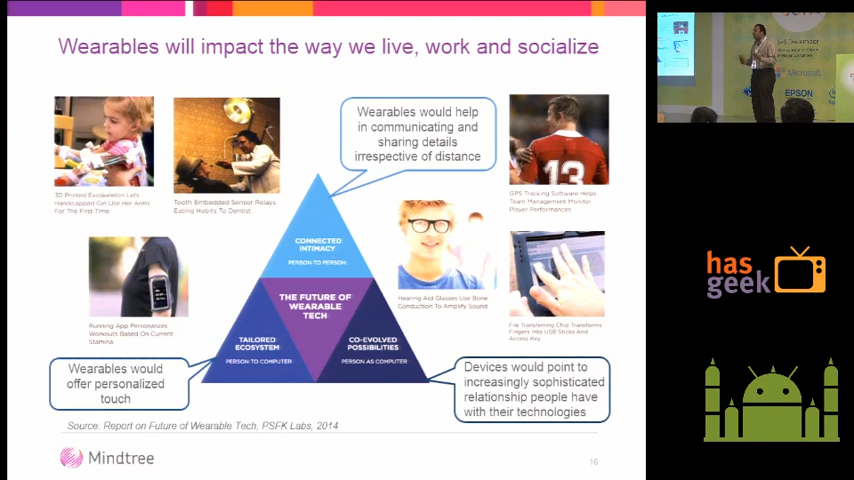 Wearables will impact the way we live, work and socialize
Wearables would help
in communicating and
sharing details
irrespective of distance
3D Printed Exoskeleton Lets
Handicapped Girl Use Her Arms
For The First Time
Tooth Embedded Sensor Relays
Eating Habits To Dentist
13
GPS Tracking Software Helps
Team Management Monitor
Player Performances
CONNECTED
INTIMACY
PERSON TO PERSON
THE FUTURE OF
WEARABLE
TECH
Running App Personalizes
Workouts Based On Current
Stamina
Hearing Aid Glasses Use Bone
Conduction To Amplify Sound
File Transferring Chip Transforms
Fingers Into USB Sticks And
Access Key
TAILORED
ECOSYSTEM
PERSON TO COMPUTER
CO-EVOLVED
POSSIBILITIES
PERSON AS COMPUTER
Wearables would
offer personalized
touch
Devices would point to
increasingly sophisticated
relationship people have
with their technologies
Source: Report on Future of Wearable Tech, PSFK Labs, 2014
Mindtree
16
Microsoft
EPSON
has
geek